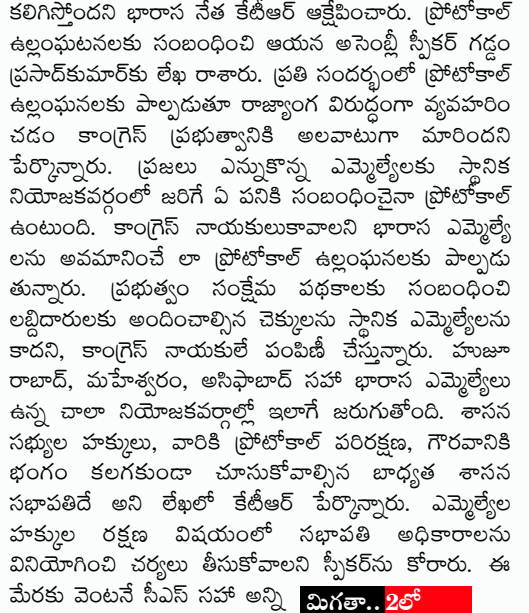 కలిగిస్తోందని భారాస నేత కేటీఆర్ ఆక్షేపించారు. ప్రోటోకాల్
ఉల్లంఘటనలకు సంబంధించి ఆయన అసెంబ్లీ స్పీకర్ గడ్డం
ప్రసాద్‌కుమార్‌కు లేఖ రాశారు. ప్రతి సందర్భంలో ప్రోటోకాల్
ఉల్లంఘనలకు పాల్పడుతూ రాజ్యాంగ విరుద్ధంగా వ్యవహరిం
చడం కాంగ్రెస్ ప్రభుత్వానికి అలవాటుగా మారిందని
పేర్కొన్నారు. ప్రజలు ఎన్నుకొన్న ఎమ్మెల్యేలకు స్థానిక
నియోజకవర్గంలో జరిగే ఏ పనికి సంబంధించైనా ప్రోటోకాల్
ఉంటుంది. కాంగ్రెస్ నాయకులుకావాలని భారాస ఎమ్మెల్యే
లను అవమానించే లా ప్రోటోకాల్ ఉల్లంఘనలకు పాల్పడు
తున్నారు. ప్రభుత్వం సంక్షేమ పథకాలకు సంబంధించి
లబ్దిదారులకు అందించాల్సిన చెక్కులను స్థానిక ఎమ్మెల్యేలను
కాదని, కాంగ్రెస్ నాయకులే పంపిణీ చేస్తున్నారు. హుజూ
రాబాద్, మహేశ్వరం, అసిఫాబాద్ సహా భారాస ఎమ్మెల్యేలు
ఉన్న చాలా నియోజకవర్గాల్లో ఇలాగే జరుగుతోంది. శాసన
సభ్యుల హక్కులు, వారికి ప్రోటోకాల్ పరిరక్షణ, గౌరవానికి
భంగం కలగకుండా చూసుకోవాల్సిన బాధ్యత శాసన
సభాపతిదే అని లేఖలో కేటీఆర్ పేర్కొన్నారు. ఎమ్మెల్యేల
హక్కుల రక్షణ విషయంలో సభాపతి అధికారాలను
వినియోగించి చర్యలు తీసుకోవాలని స్పీకర్‌ను కోరారు. ఈ
మేరకు వెంటనే సీఎస్ సహా అన్ని మిగతా.. 2లో